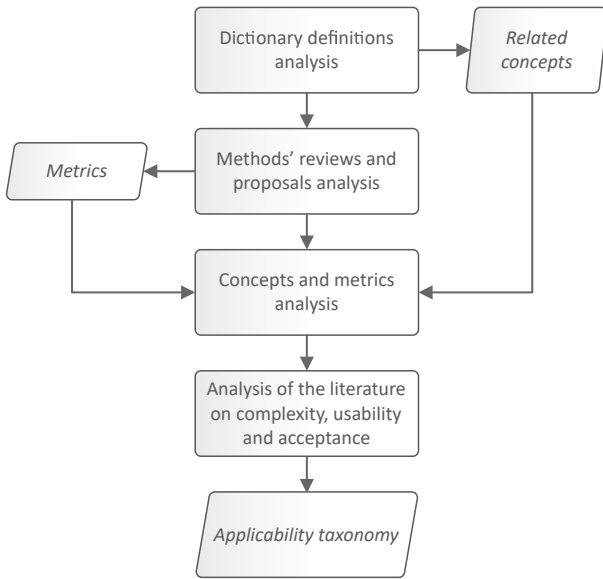 Dictionary definitions
analysis
Related
concepts
Metrics
Methods' reviews and
proposals analysis
Concepts and metrics
analysis
Analysis of the literature
on complexity, usability
and acceptance
Applicability taxonomy